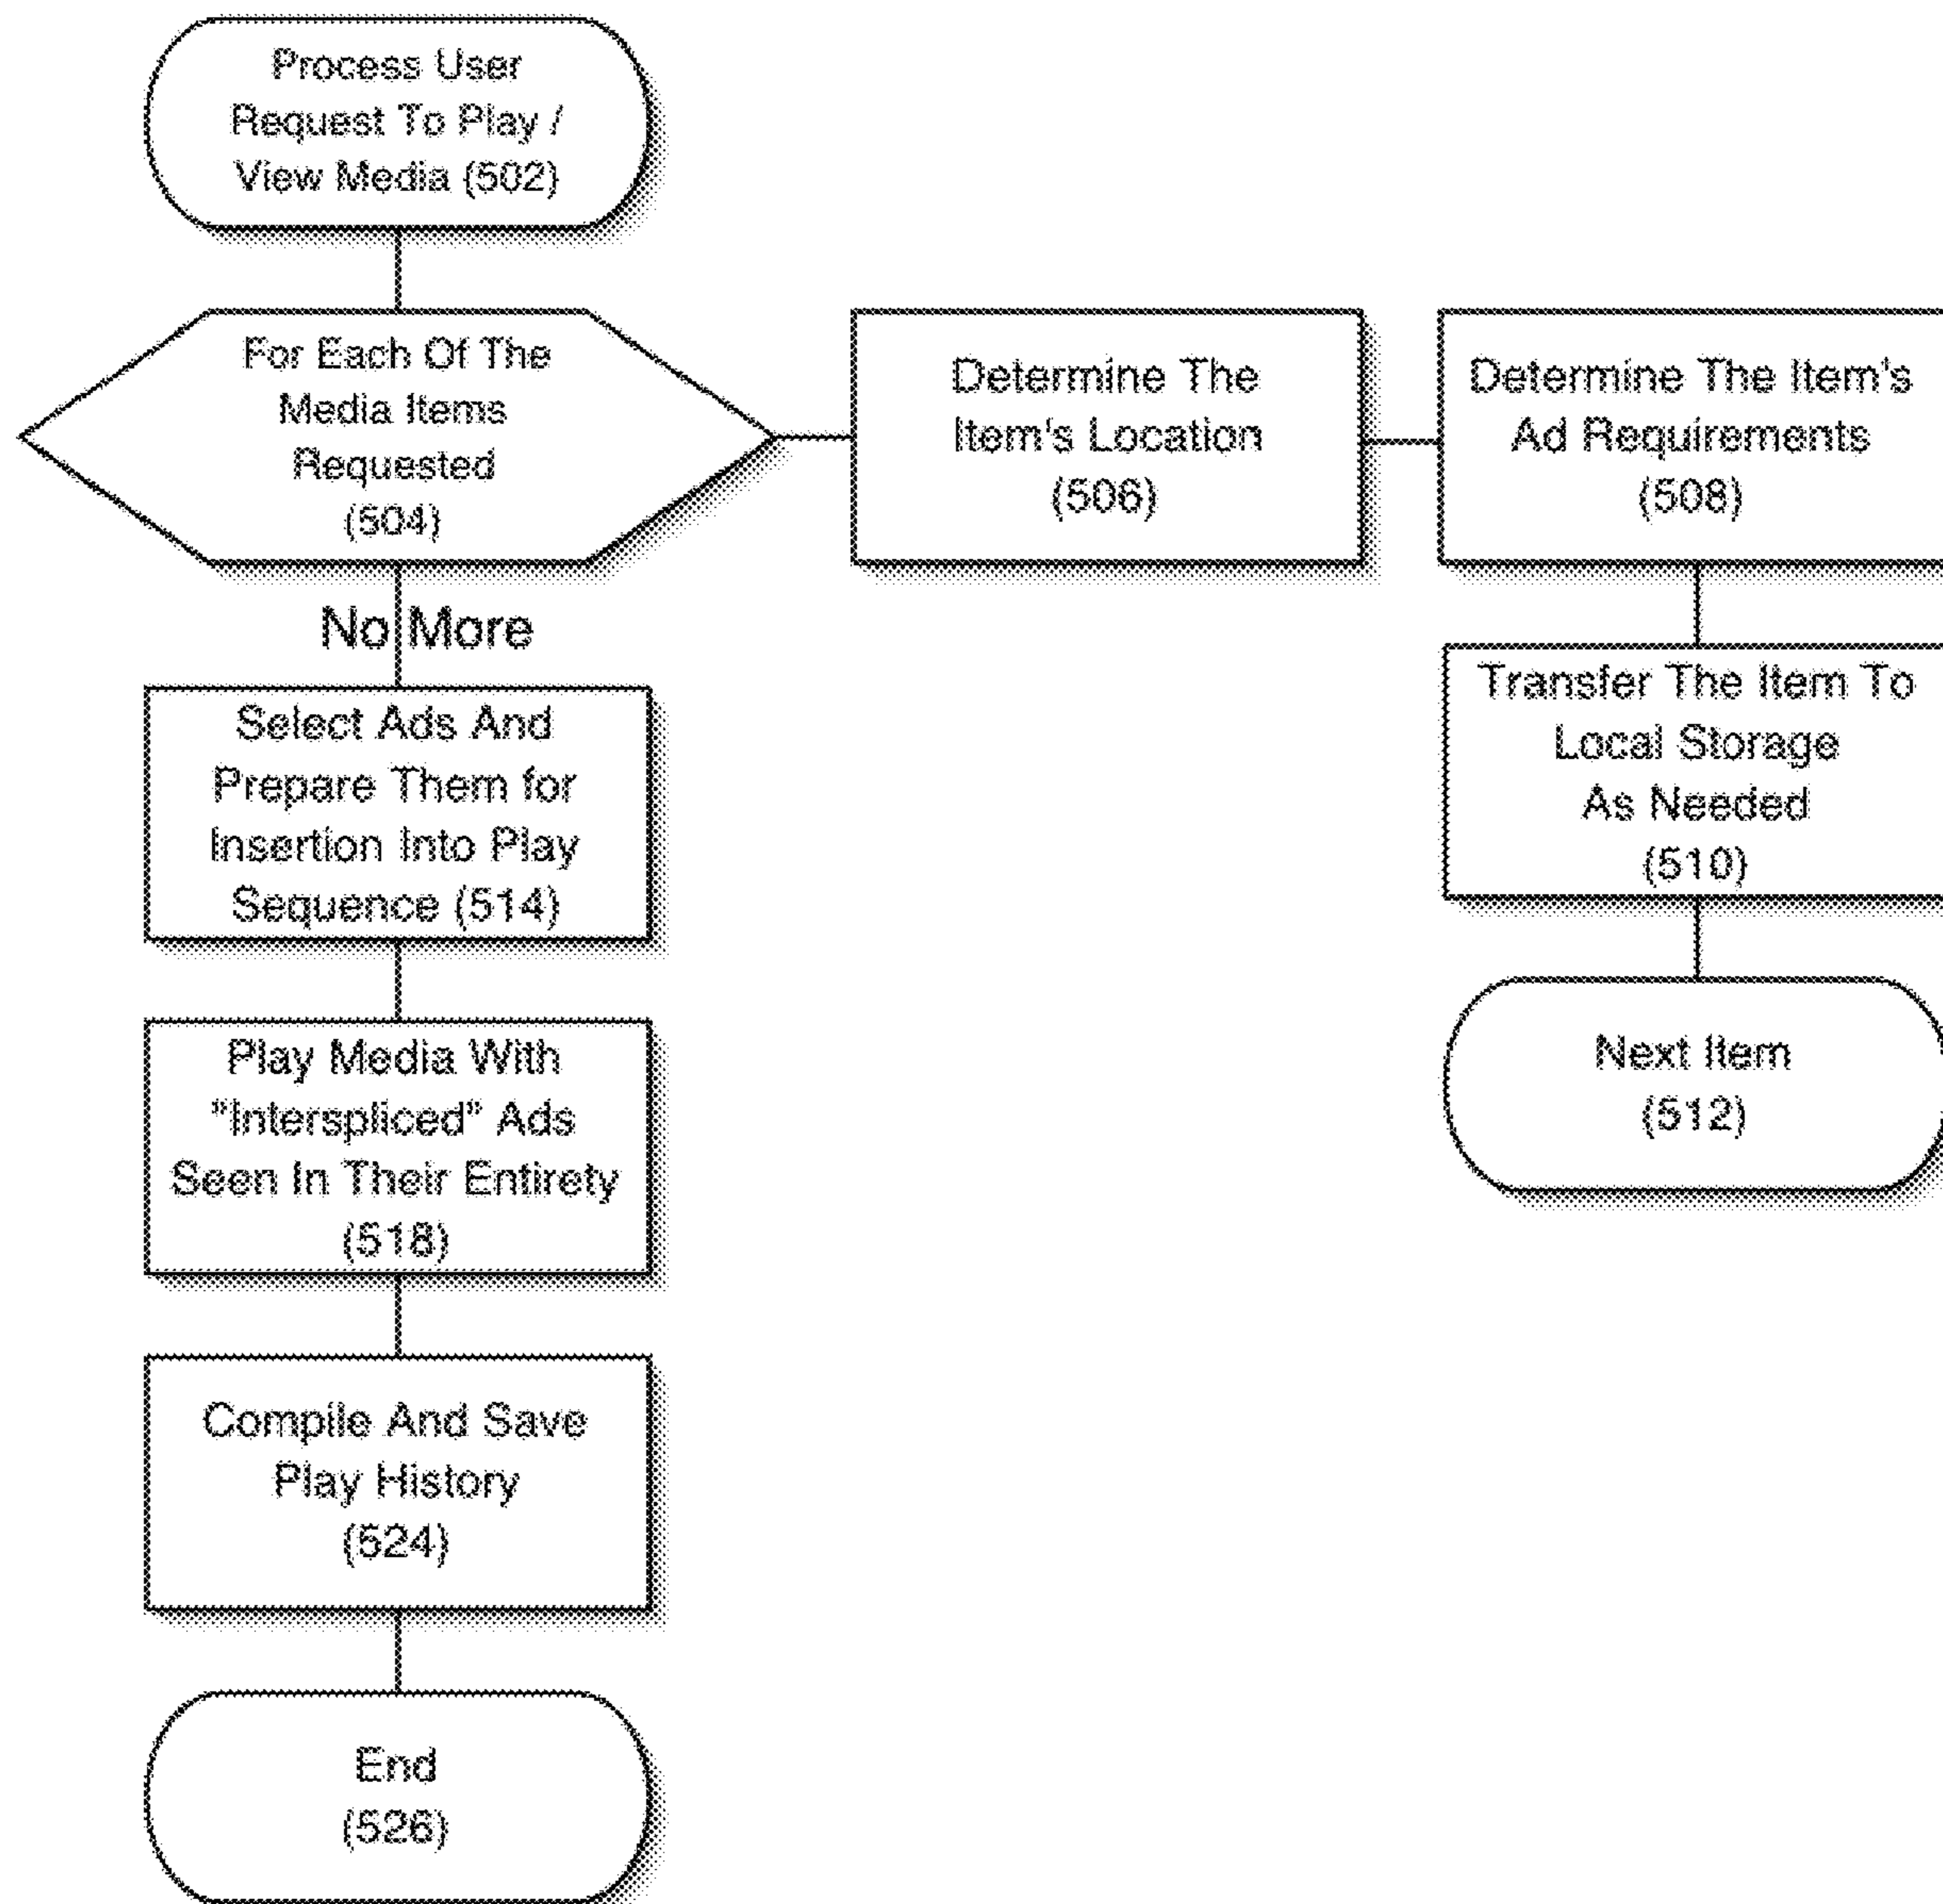 Process User
Request To Play /
View Media (502)
For Each Of The
Media Items
Requested
(504)
Determine The
Item's Location
(506)
Determine The Item's
Ad Requirements
(508)
Transfer The Item To
Local Storage
As Needed
(510)
Next Item
(512)
No More
Select Ads And
Prepare Them for
Insertion Into Play
Sequence (514)
Play Media With
"Interspliced" Ads
Seen In Their Entirety
(518)
Compile And Save
Play History
(524)
End
(526)